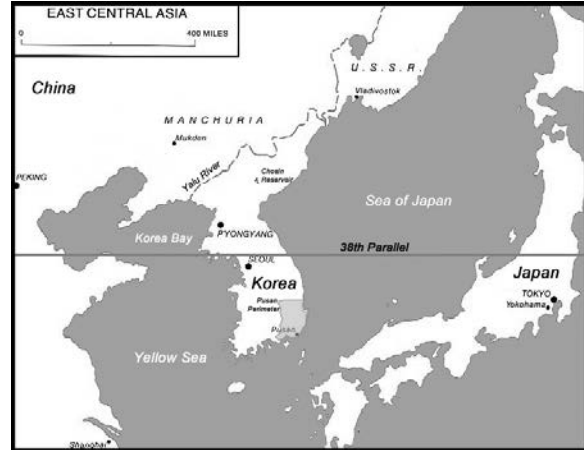 EAST CENTRAL ASIA
0 400 MILES
U. S. S. R.
China
Vladivostok
MANCHURIA
Mukden
Yalu River
Chosin
Reservoir
PEKING
Sea of Japan
P'YONGYANG
Korea Bay
38th Parallel
SEOUL
Korea
Japan
TOKYO
Yokohama
Pusan
Perimeter
Pusan
Yellow Sea
Shanghai